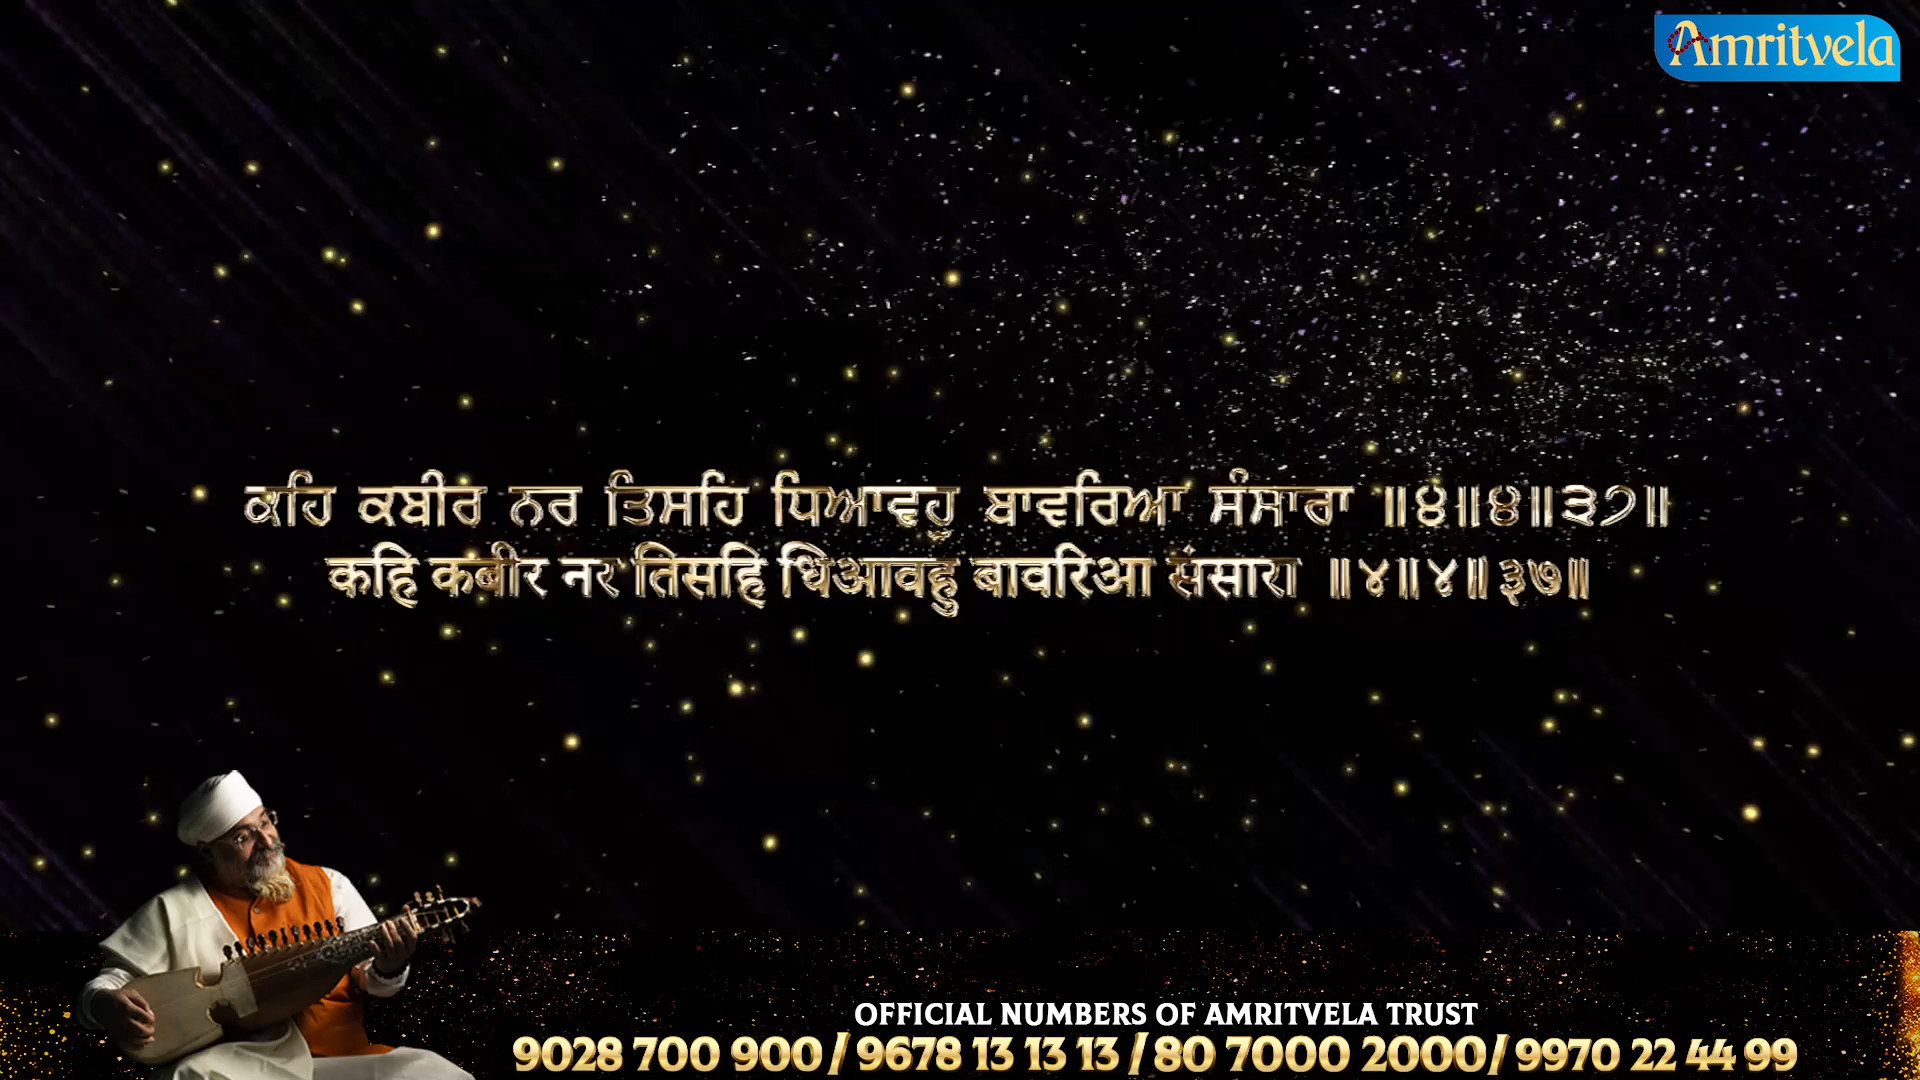 Amritvela
ਕਹਿ ਕਬੀਰ ਨਰ ਤਿਸਹਿ ਧਿਆਵਹੁ ਬਾਵਰਿਆ ਸੰਸਾਰਾ ॥੪॥੪॥੩੭॥
कहि कबीर नर तिसहि धिआवहु बावरिआ संसारा ॥४॥४॥३७॥
OFFICIAL NUMBERS OF AMRITVELA TRUST
9028 700 900 / 9678 13 13 13 / 80 7000 2000 / 9970 22 44 99